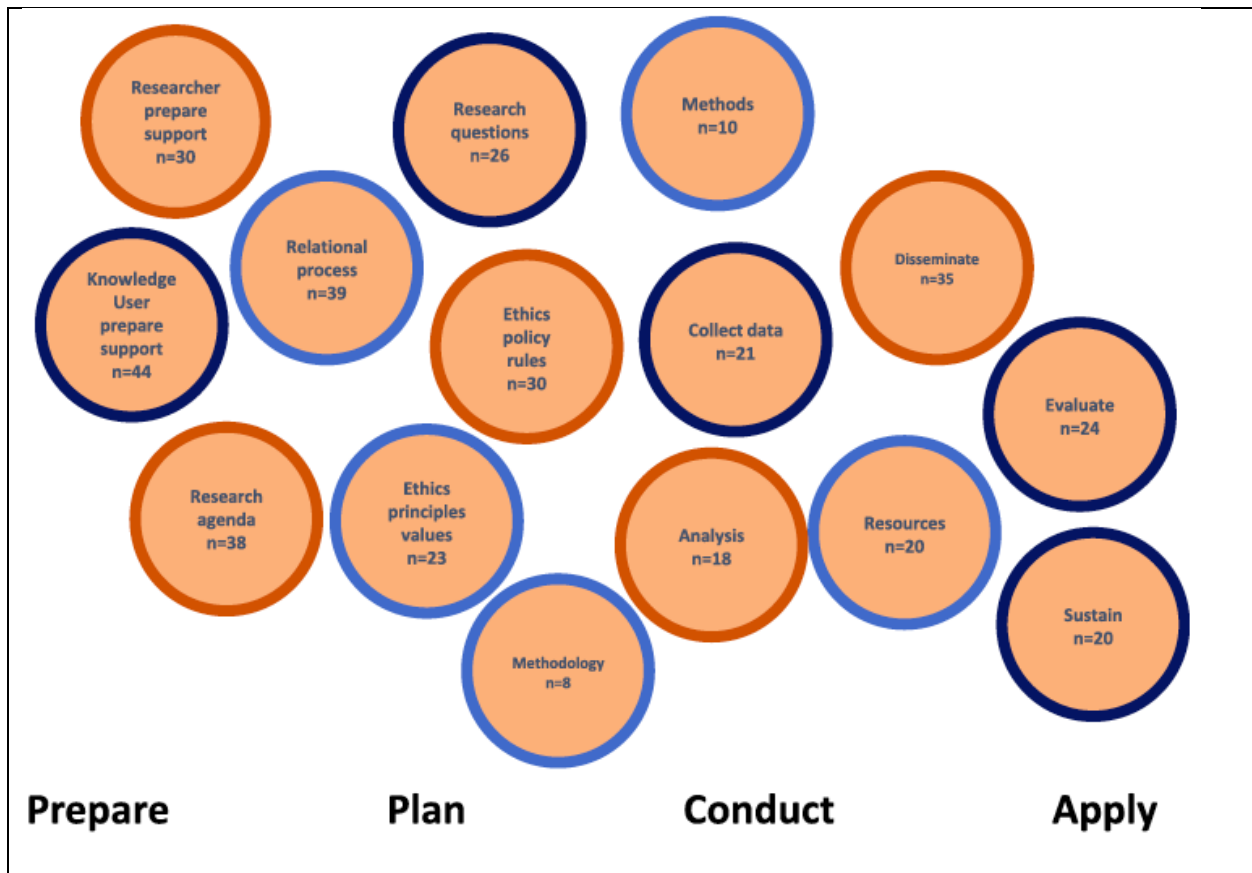 Researcher
prepare
support
n=30
Research
questions
n=26
Methods
n=10
Relational
process
n=39
Disseminate
n=35
Knowledge
User
prepare
support
n=44
Ethics
policy
rules
n=30
Collect data
n=21
Evaluate
n=24
Research
agenda
n=38
Ethics
principles
values
n=23
Analysis
n=18
Resources
n=20
Sustain
n=20
Methodology
n=8
Prepare
Plan
Conduct
Apply